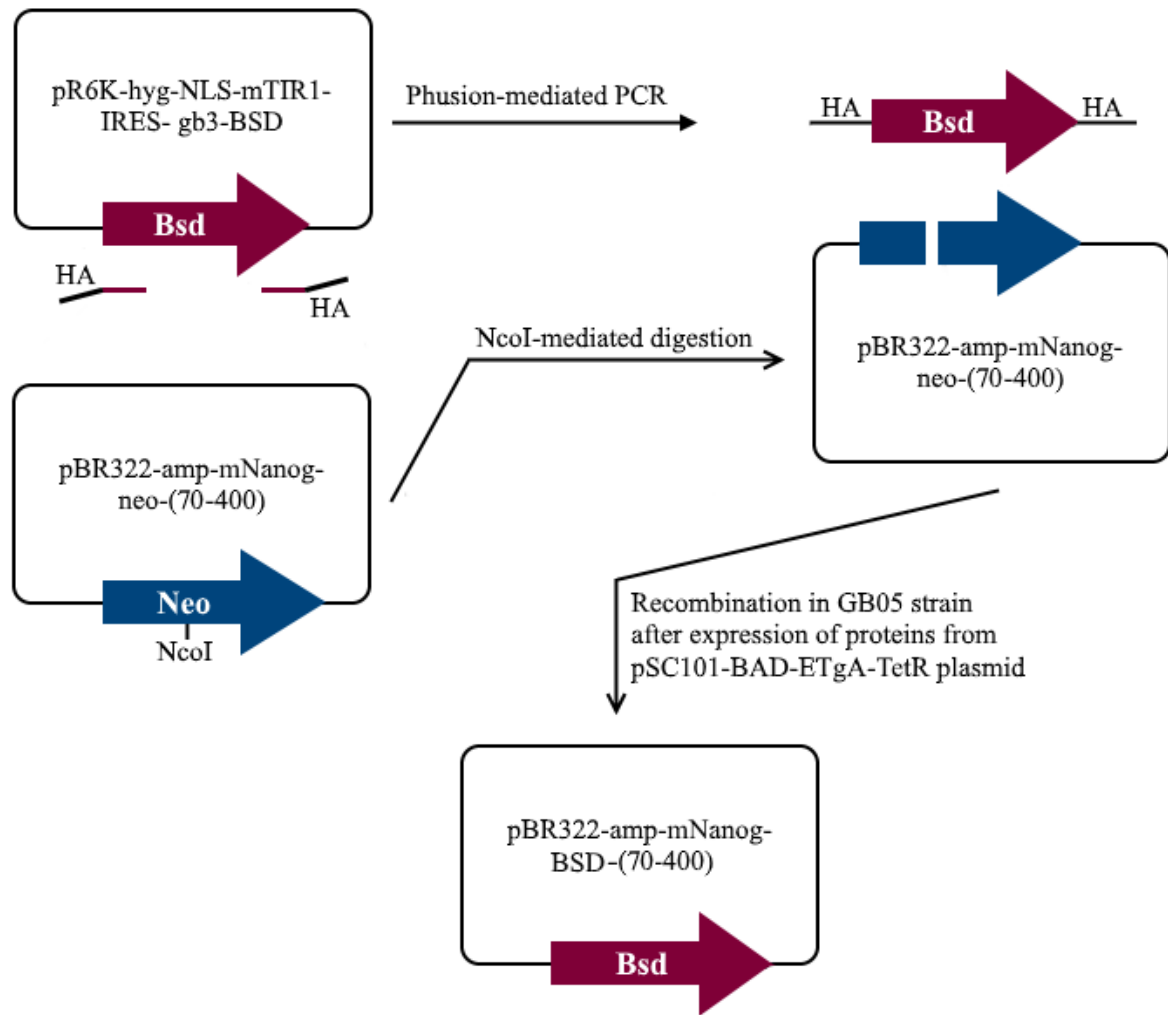 pR6K-hyg-NLS-mTIR1-
IRES- gb3-BSD
Bsd
HA
HA
Phusion-mediated PCR
HA
Bsd
HA
pBR322-amp-mNanog-
neo-(70-400)
Neo
NcoI
NcoI-mediated digestion
pBR322-amp-mNanog-
neo-(70-400)
Recombination in GB05 strain
after expression of proteins from
pSC101-BAD-ETgA-TetR plasmid
pBR322-amp-mNanog-
BSD-(70-400)
Bsd